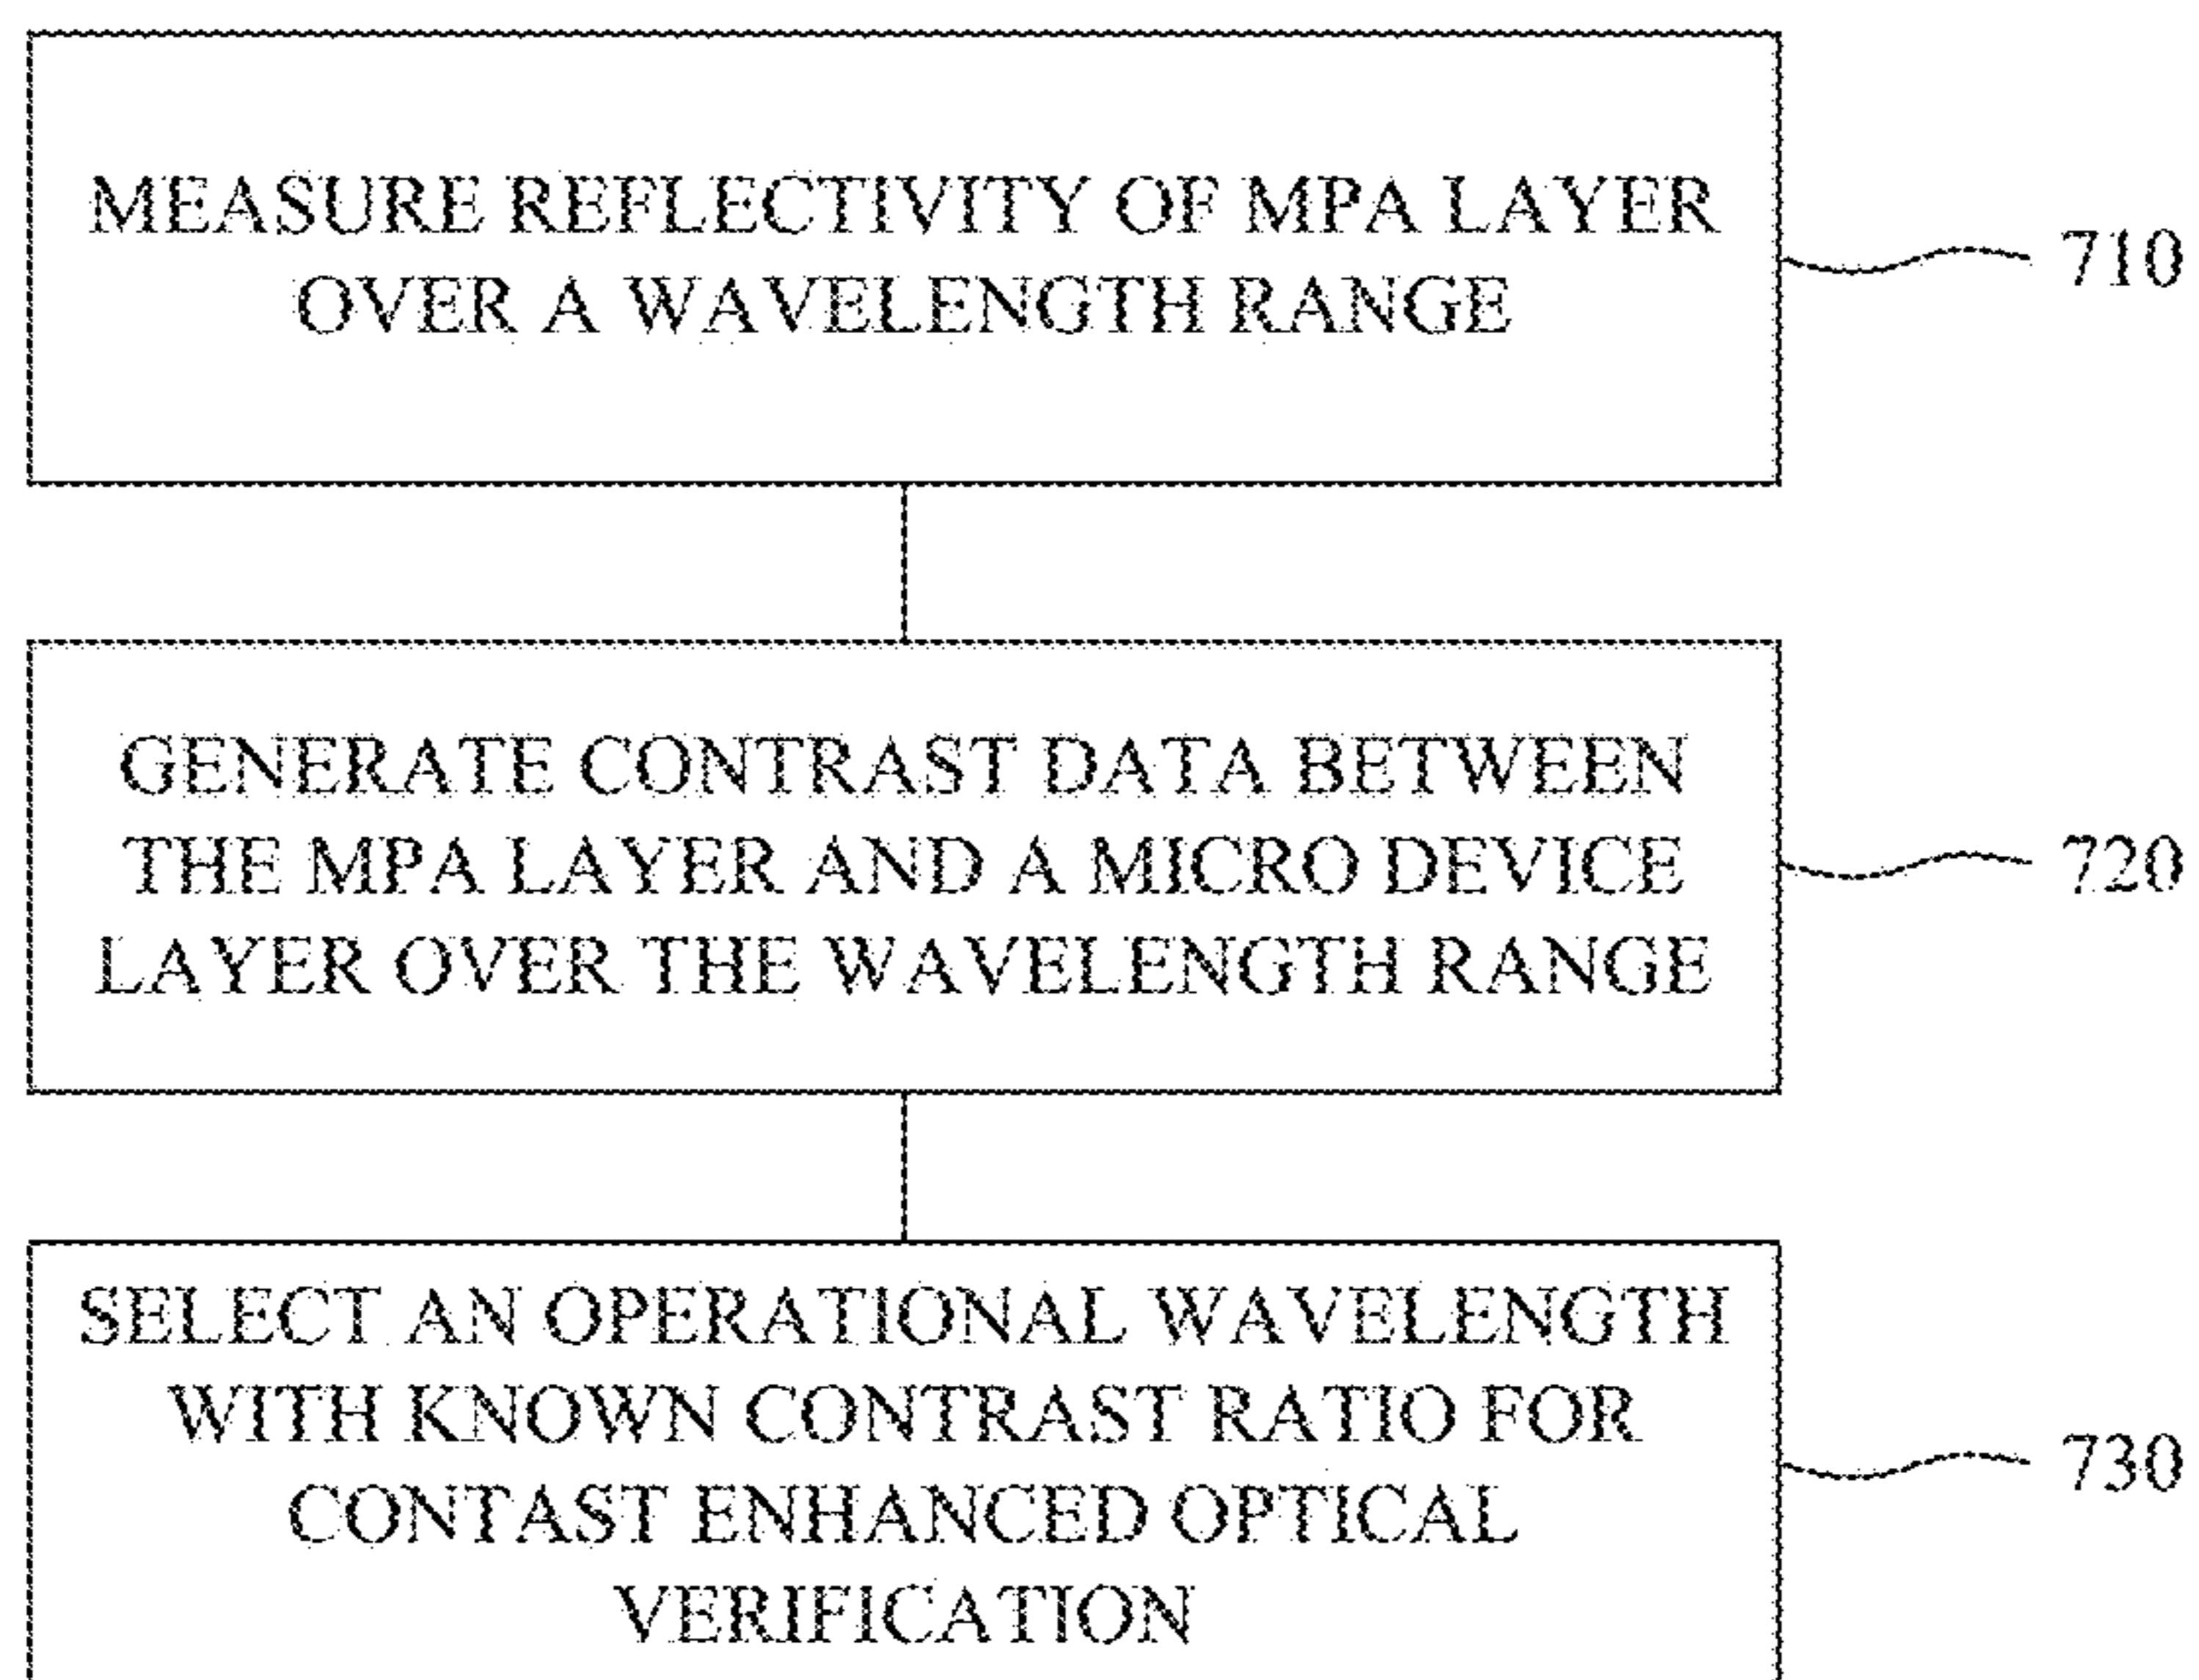 MEASURE REFLECTIVITY OF MPA LAYER
OVER A WAVELENGTH RANGE
710
GENERATE CONTRAST DATA BETWEEN
THE MPA LAYER AND A MICRO DEVICE
LAYER OVER THE WAVELENGTH RANGE
720
SELECT AN OPERATIONAL WAVELENGTH
WITH KNOWN CONTRAST RATIO FOR
CONTAST ENHANCED OPTICAL
VERIFICATION
730